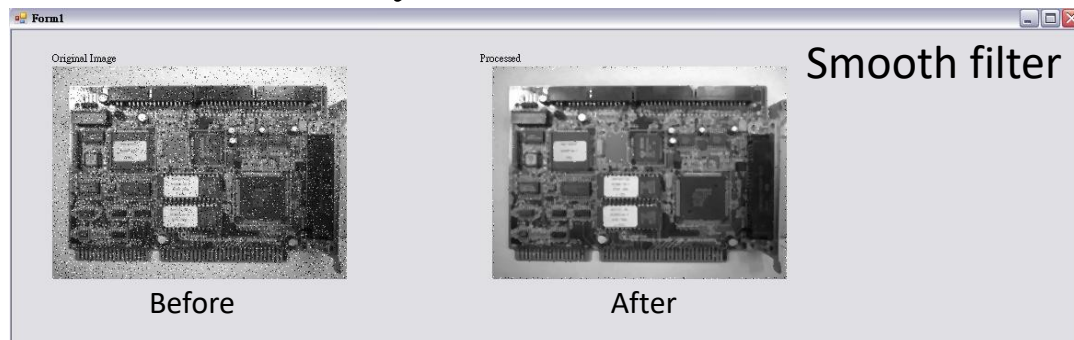 Form1
Original Image
Processed
Smooth filter
Before
After